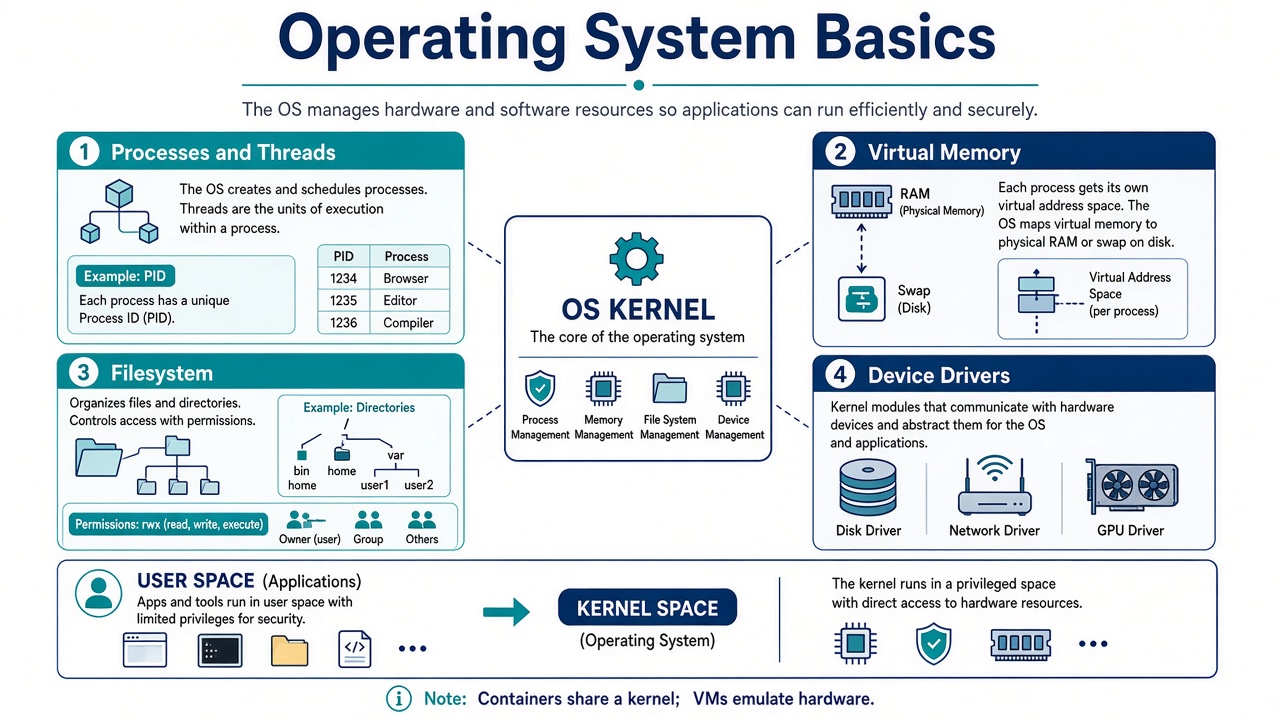 Operating System Basics
The OS manages hardware and software resources so applications can run efficiently and securely.
1 Processes and Threads
The OS creates and schedules processes.
Threads are the units of execution
within a process.
Example: PID
Each process has a unique
Process ID (PID).
PID Process
1234 Browser
1235 Editor
1236 Compiler
2 Virtual Memory
RAM
(Physical Memory)
Swap
(Disk)
Each process gets its own
virtual address space. The
OS maps virtual memory to
physical RAM or swap on disk.
Virtual Address
Space
(per process)
OS KERNEL
The core of the operating system
Process
Management
Memory
Management
File System
Management
Device
Management
3 Filesystem
Organizes files and directories.
Controls access with permissions.
Example: Directories
/
bin home var
home user1 user2
Permissions: rwx (read, write, execute)
Owner (user) Group Others
4 Device Drivers
Kernel modules that communicate with hardware
devices and abstract them for the OS
and applications.
Disk Driver Network Driver GPU Driver
USER SPACE (Applications)
Apps and tools run in user space with
limited privileges for security.
</>
•••
KERNEL SPACE
(Operating System)
The kernel runs in a privileged space
with direct access to hardware resources.
•••
i Note: Containers share a kernel; VMs emulate hardware.